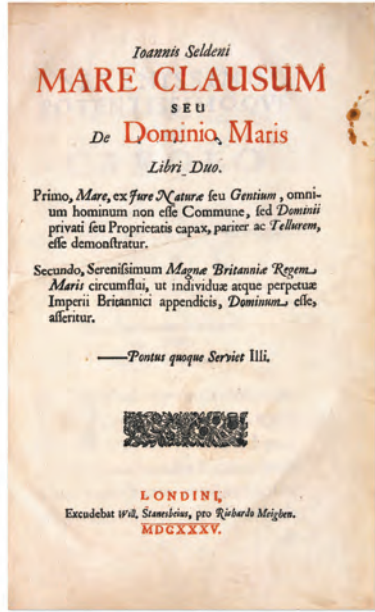 Ioannis Seldeni
MARE CLAUSUM
SEU
De Dominio Maris
Libri Duo.
Primo, Mare, ex Jure Naturæ ſeu Gentium, omni-
um hominum non eſſe Commune, ſed Dominii
privati ſeu Proprietatis capax, pariter ac Tellurem,
eſſe demonſtratur.
Secundo, Sereniſſimum Magnæ Britanniæ Regem
Maris circumflui, ut individuæ atque perpetuæ
Imperii Britannici appendicis, Dominum eſſe,
aſſeritur.
——Pontus quoque Serviet Illi.
LONDINI,
Excudebat Will. Stanesbeius, pro Richardo Meighen.
MDCXXXV.